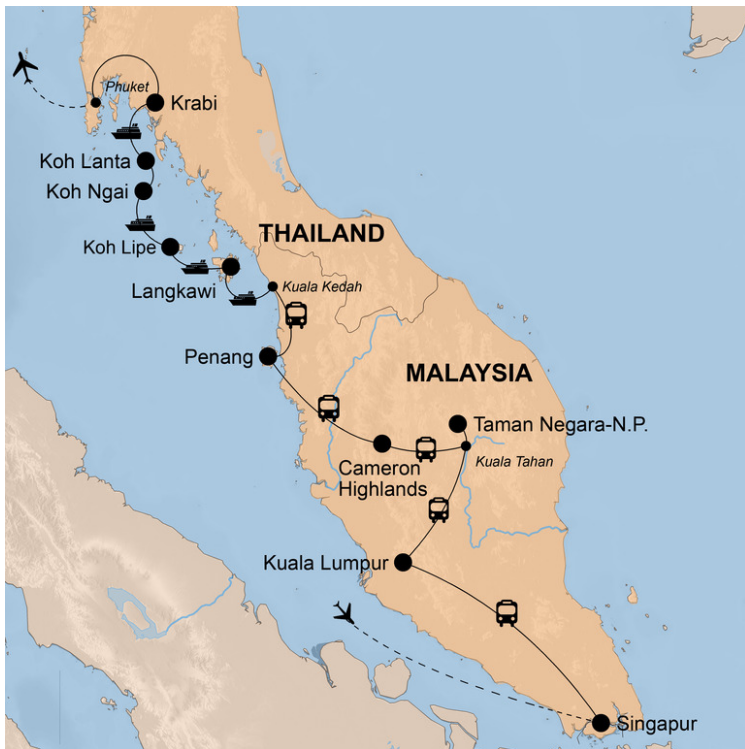 Phuket
Krabi
Koh Lanta
Koh Ngai
THAILAND
Koh Lipe
Langkawi
Kuala Kedah
Penang
MALAYSIA
Taman Negara-N.P.
Kuala Tahan
Cameron
Highlands
Kuala Lumpur
Singapur